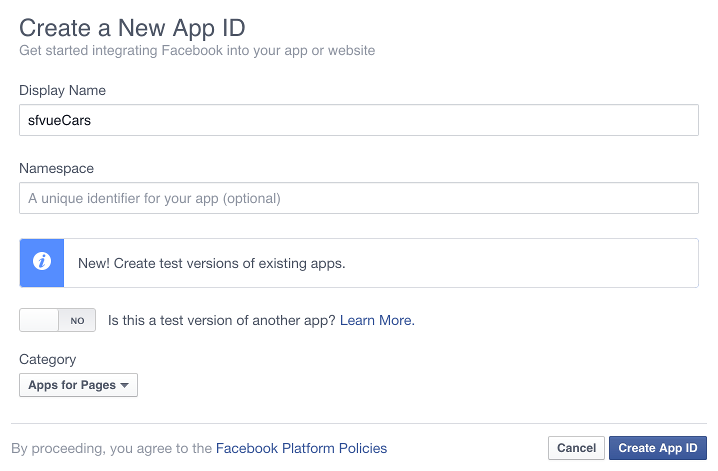 Create a New App ID
Get started integrating Facebook into your app or website
Display Name
sfvueCars
Namespace
A unique identifier for your app (optional)
i
New! Create test versions of existing apps.
NO
Is this a test version of another app? Learn More.
Category
Apps for Pages
By proceeding, you agree to the Facebook Platform Policies
Cancel
Create App ID